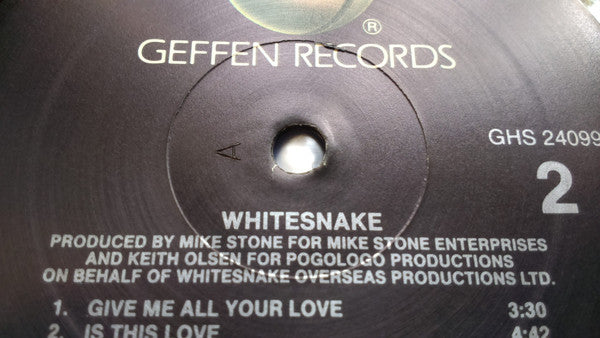 ®
GEFFEN RECORDS
GHS 24099
A
2
WHITESNAKE
PRODUCED BY MIKE STONE FOR MIKE STONE ENTERPRISES
AND KEITH OLSEN FOR POGOLOGO PRODUCTIONS
ON BEHALF OF WHITESNAKE OVERSEAS PRODUCTIONS LTD.
1. GIVE ME ALL YOUR LOVE 3:30
2. IS THIS LOVE 4:42